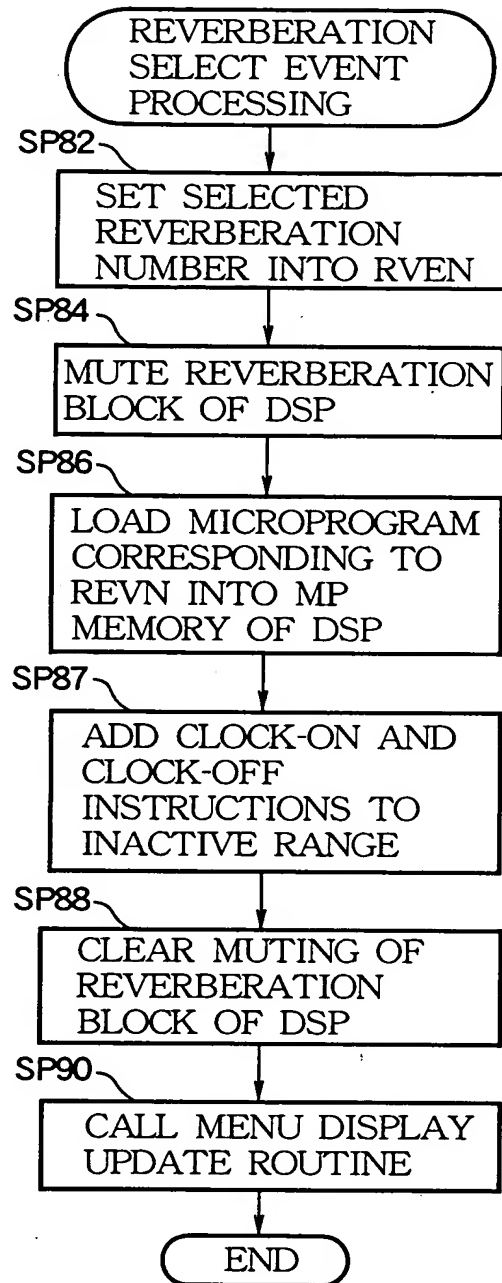 REVERBERATION
SELECT EVENT
PROCESSING
SP82
SET SELECTED
REVERBERATION
NUMBER INTO RVEN
SP84
MUTE REVERBERATION
BLOCK OF DSP
SP86
LOAD MICROPROGRAM
CORRESPONDING TO
REVN INTO MP
MEMORY OF DSP
SP87
ADD CLOCK-ON AND
CLOCK-OFF
INSTRUCTIONS TO
INACTIVE RANGE
SP88
CLEAR MUTING OF
REVERBERATION
BLOCK OF DSP
SP90
CALL MENU DISPLAY
UPDATE ROUTINE
END